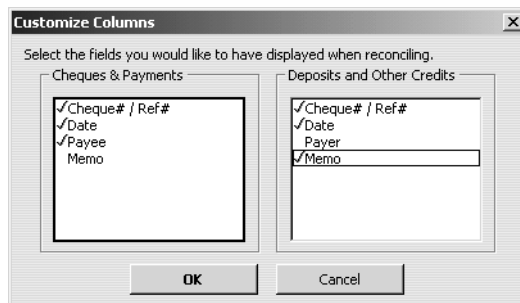 Customize Columns
Select the fields you would like to have displayed when reconciling.
Cheques & Payments
✓Cheque# / Ref#
✓Date
✓Payee
Memo
Deposits and Other Credits
✓Cheque# / Ref#
✓Date
Payer
✓Memo
OK
Cancel